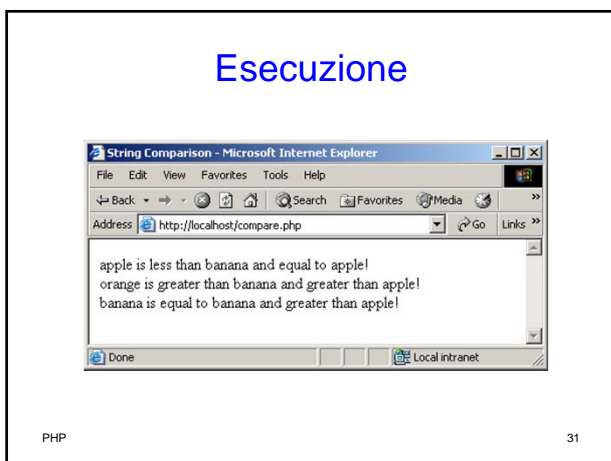 Esecuzione
String Comparison - Microsoft Internet Explorer
File Edit View Favorites Tools Help
Back Search Favorites Media »
Address http://localhost/compare.php Go Links »
apple is less than banana and equal to apple!
orange is greater than banana and greater than apple!
banana is equal to banana and greater than apple!
Done Local intranet
PHP 31